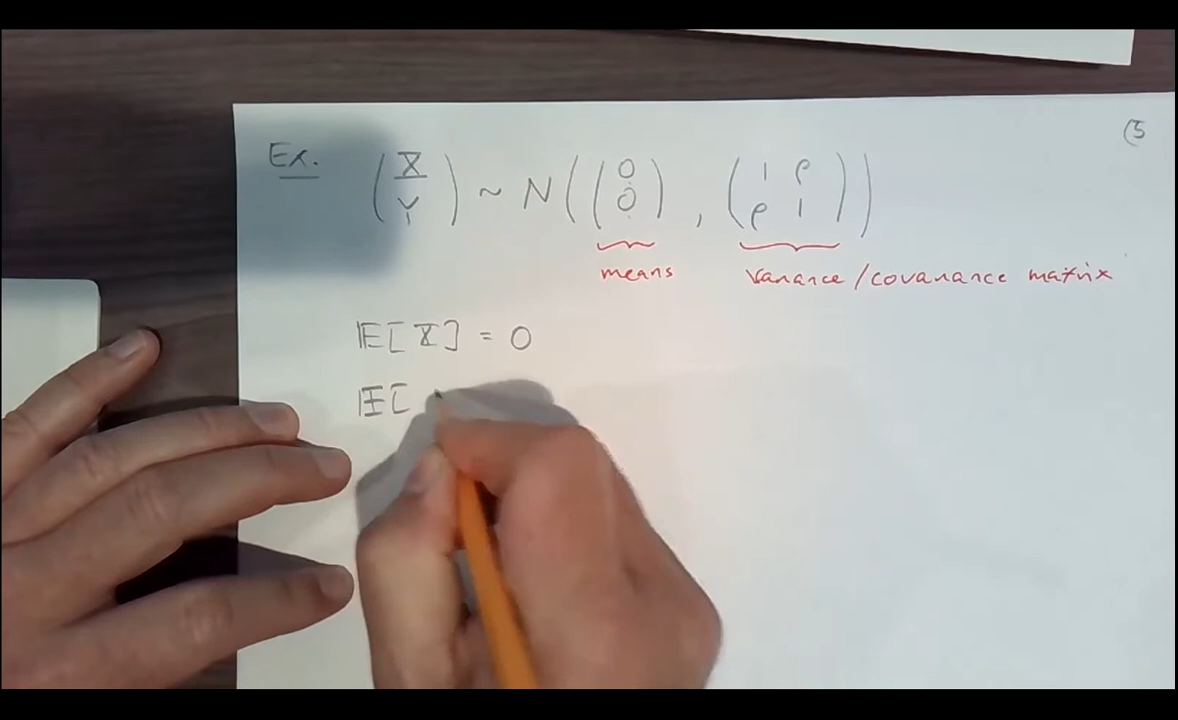 (5
Ex. (X Y) ~ N((0 0), (1 ρ ρ 1))
means variance/covariance matrix
𝔼[X] = 0
𝔼[